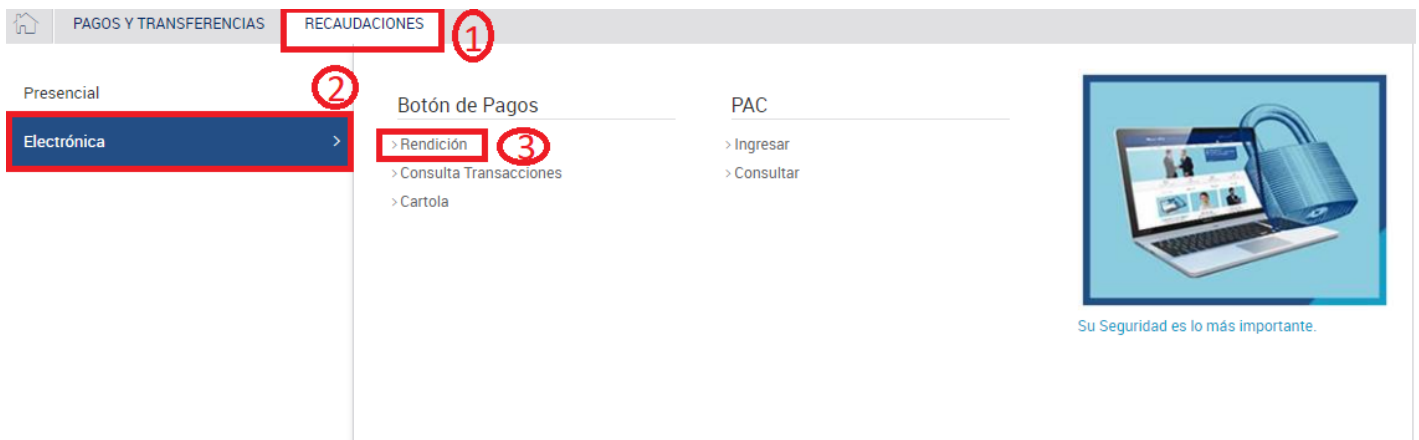 PAGOS Y TRANSFERENCIAS RECAUDACIONES 1
Presencial
2
Electrónica >
Botón de Pagos
> Rendición 3
> Consulta Transacciones
> Cartola
PAC
> Ingresar
> Consultar
Su Seguridad es lo más importante.